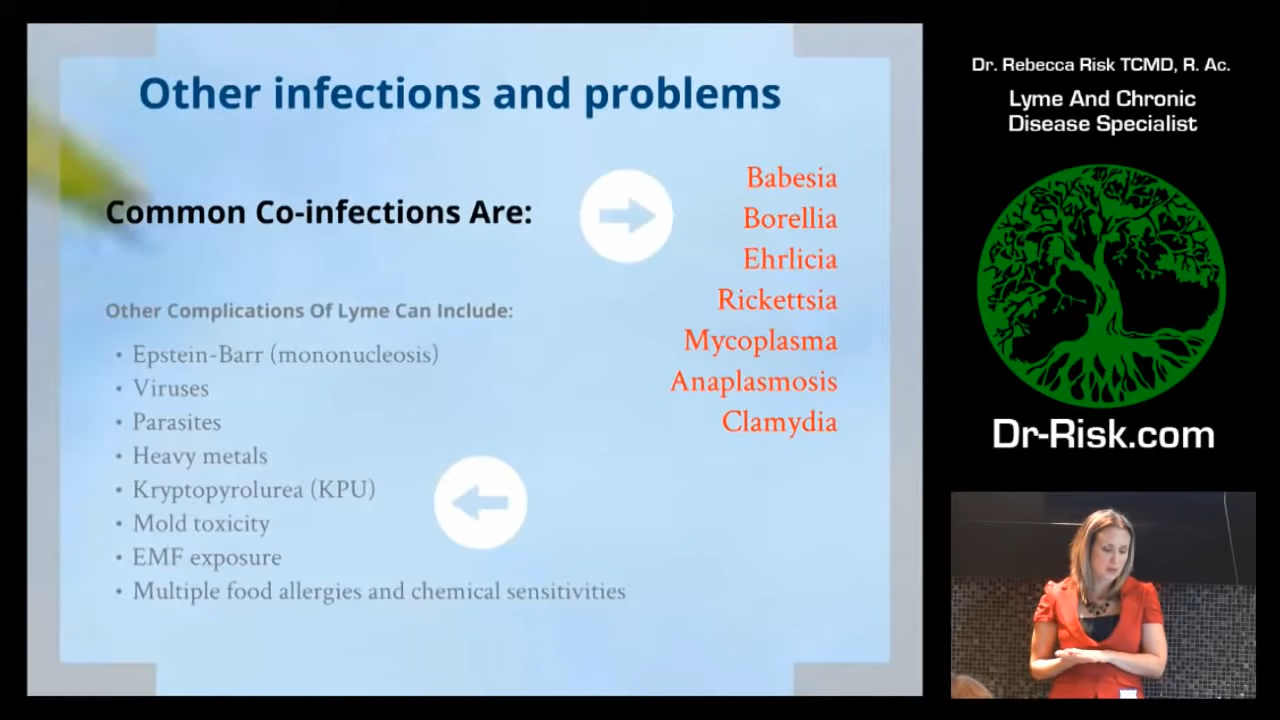 Other infections and problems
Common Co-infections Are:
Babesia
Borellia
Ehrlicia
Rickettsia
Mycoplasma
Anaplasmosis
Clamydia
Other Complications Of Lyme Can Include:
• Epstein-Barr (mononucleosis)
• Viruses
• Parasites
• Heavy metals
• Kryptopyrolurea (KPU)
• Mold toxicity
• EMF exposure
• Multiple food allergies and chemical sensitivities
Dr. Rebecca Risk TCMD, R. Ac.
Lyme And Chronic
Disease Specialist
Dr-Risk.com